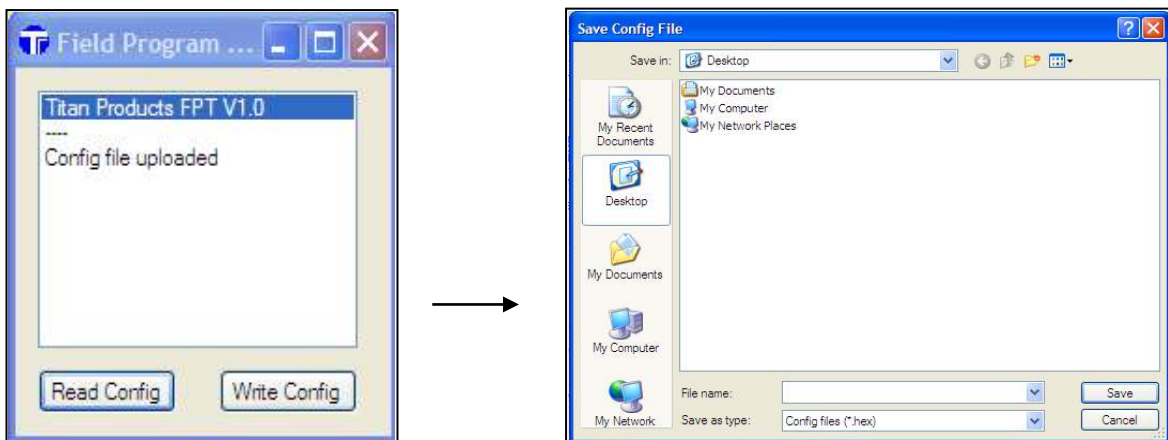 Field Program ...
Titan Products FPT V1.0
----
Config file uploaded
Read Config
Write Config
Save Config File
Save in:
Desktop
My Documents
My Computer
My Network Places
My Recent
Documents
Desktop
My Documents
My Computer
My Network
File name:
Save
Save as type:
Config files (*.hex)
Cancel